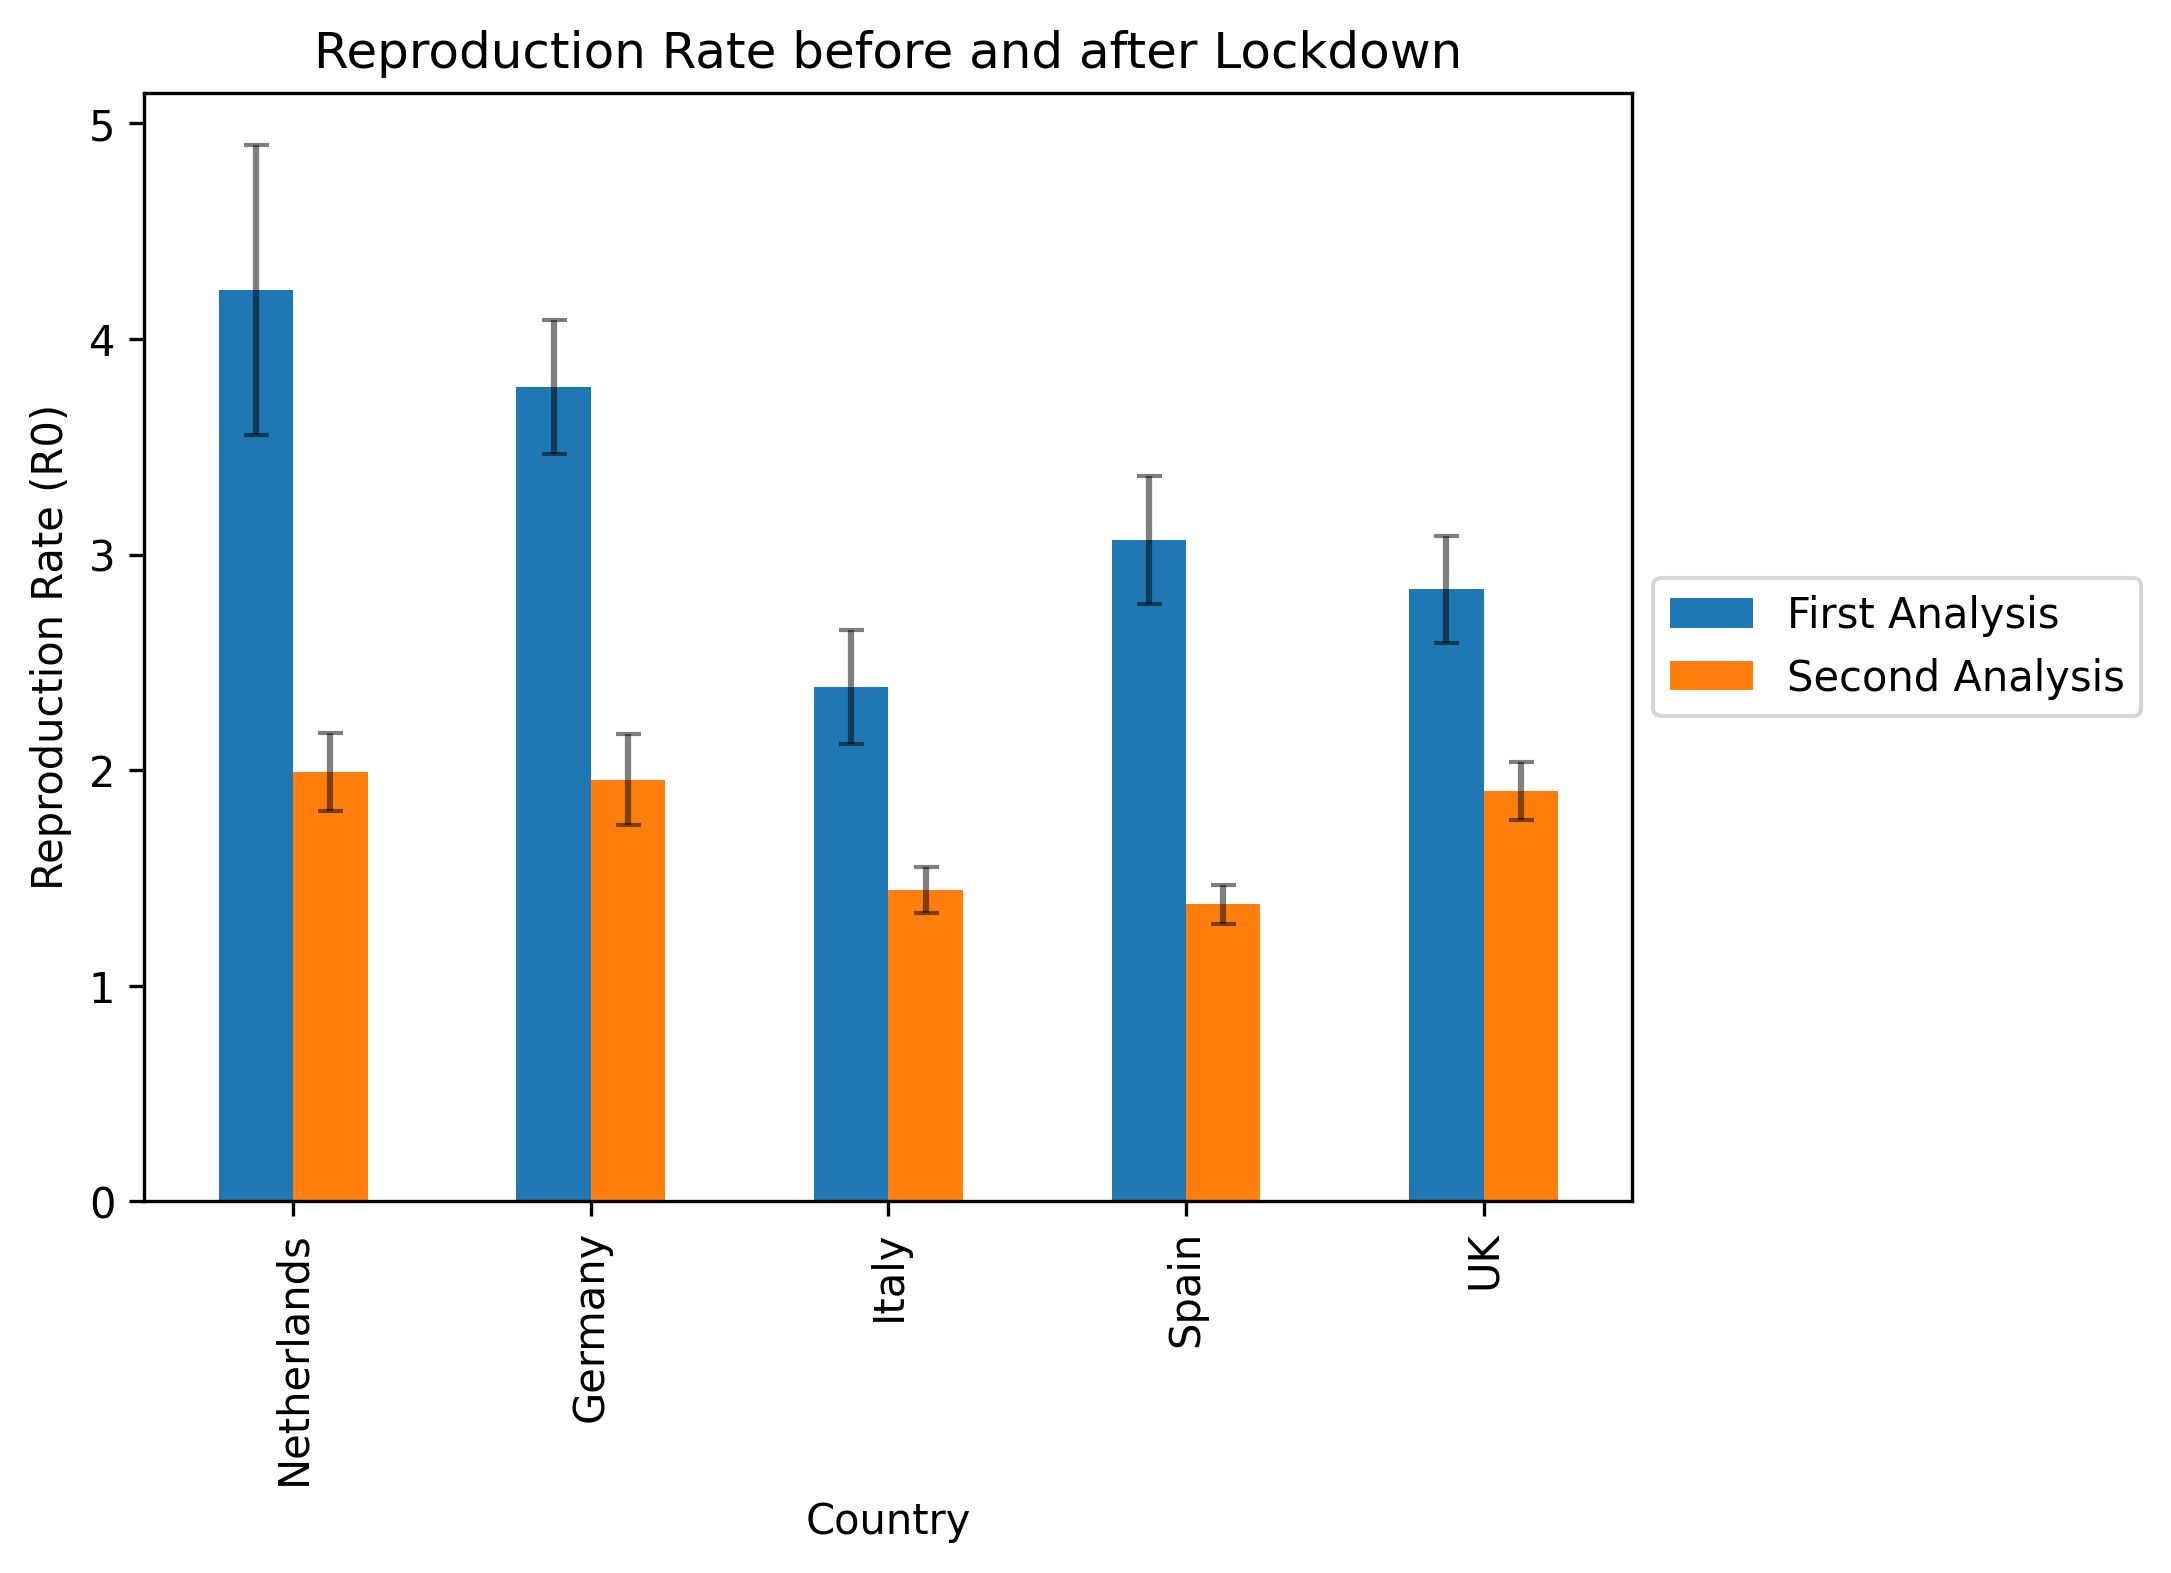 Reproduction Rate before and after Lockdown
Reproduction Rate (R0)
5
4
3
2
1
0
Netherlands
Germany
Italy
Spain
UK
Country
First Analysis
Second Analysis